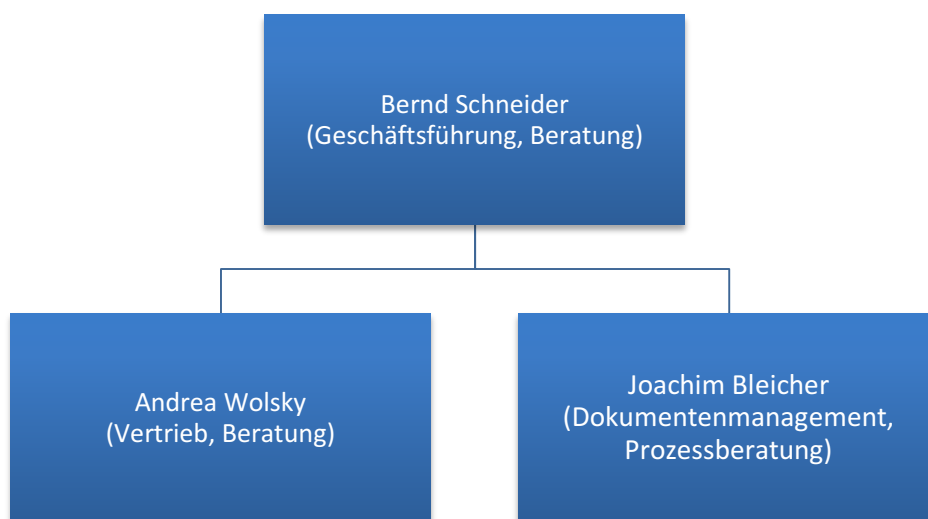 Bernd Schneider
(Geschäftsführung, Beratung)
Andrea Wolsky
(Vertrieb, Beratung)
Joachim Bleicher
(Dokumentenmanagement,
Prozessberatung)